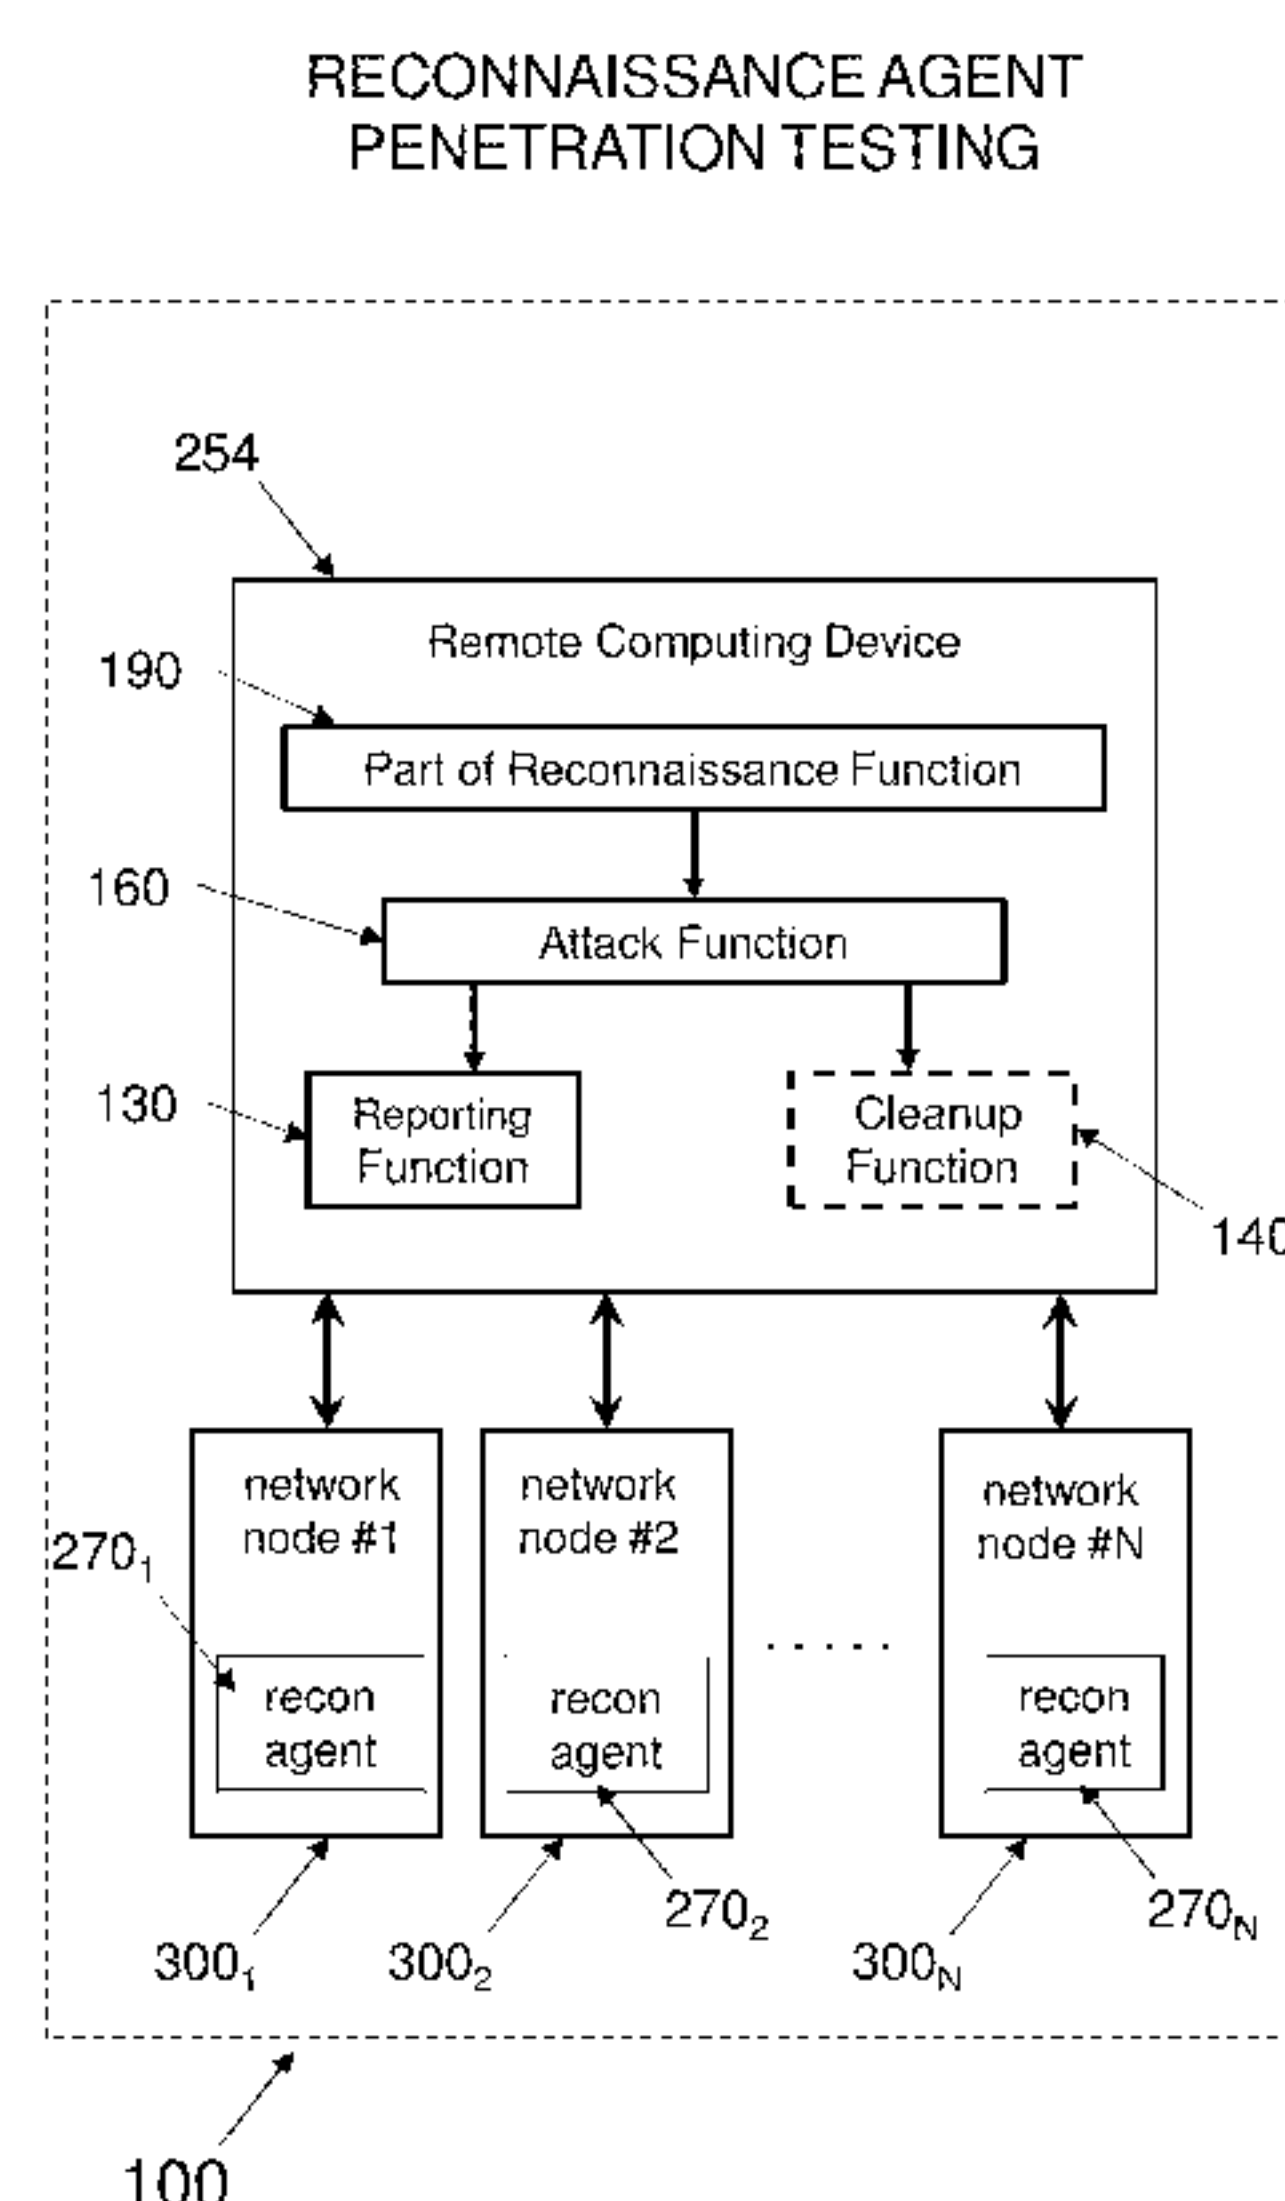 RECONNAISSANCE AGENT
PENETRATION TESTING
254
Remote Computing Device
190
Part of Reconnaissance Function
160
Attack Function
130
Reporting
Function
Cleanup
Function
140
network
node #1
network
node #2
network
node #N
270₁
.....
recon
agent
recon
agent
recon
agent
270₂
270N
300₁
300₂
300N
100